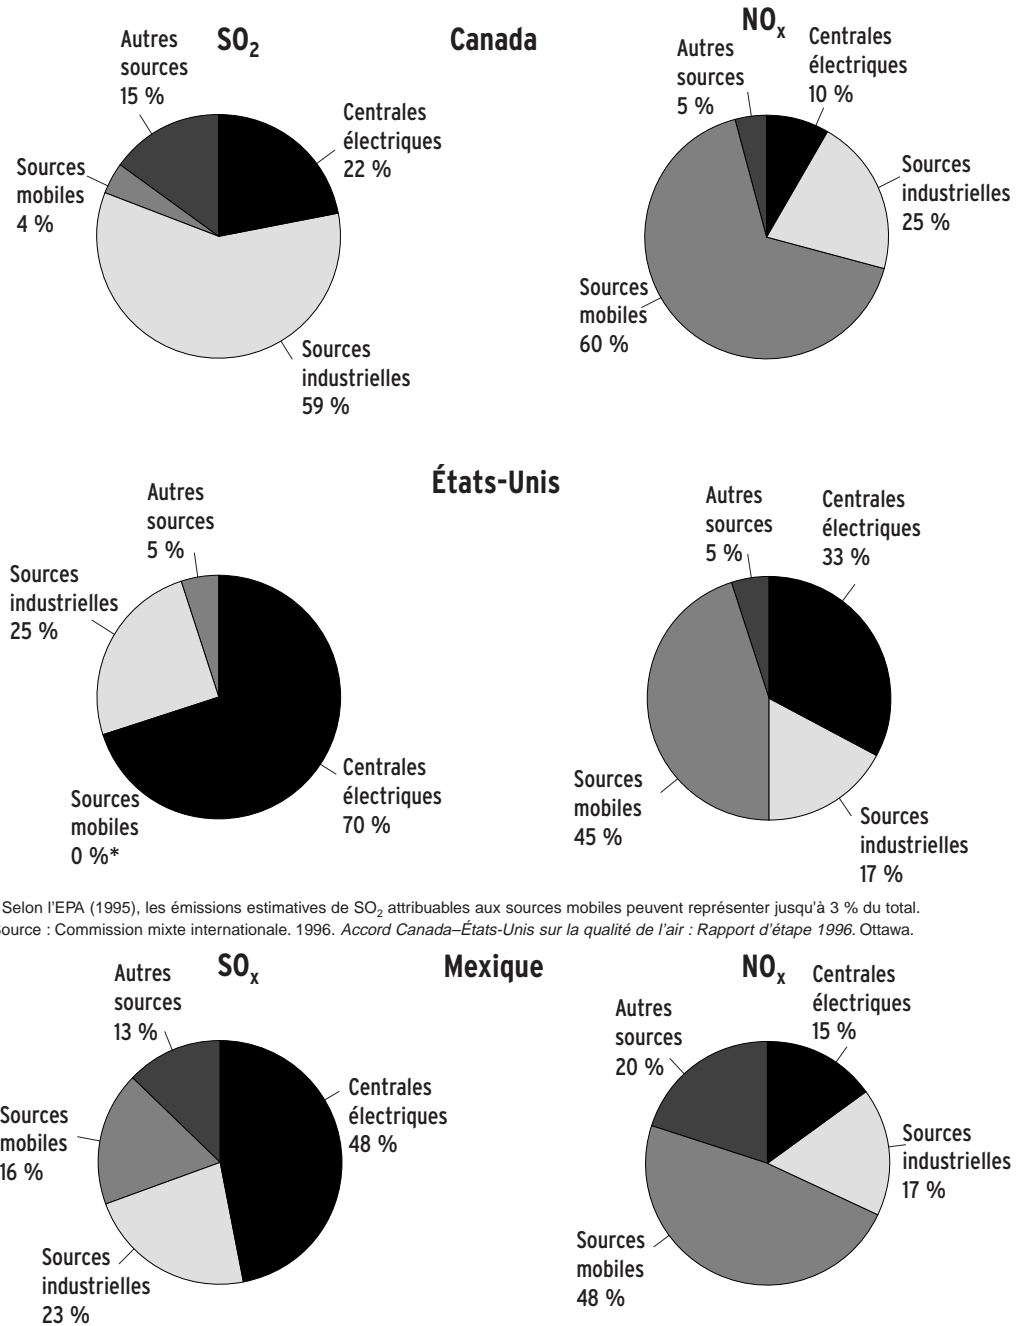 SO2
Canada
NOx
Autres
sources
15 %
Centrales
électriques
22 %
Sources
mobiles
4 %
Sources
industrielles
59 %
Autres
sources
5 %
Centrales
électriques
10 %
Sources
industrielles
25 %
Sources
mobiles
60 %
États-Unis
Autres
sources
5 %
Sources
industrielles
25 %
Sources
mobiles
0 %*
Centrales
électriques
70 %
Autres
sources
5 %
Centrales
électriques
33 %
Sources
mobiles
45 %
Sources
industrielles
17 %
Selon l'EPA (1995), les émissions estimatives de SO2 attribuables aux sources mobiles peuvent représenter jusqu'à 3 % du total.
Source : Commission mixte internationale. 1996. Accord Canada–États-Unis sur la qualité de l'air : Rapport d'étape 1996. Ottawa.
SOx
Mexique
NOx
Autres
sources
13 %
Centrales
électriques
48 %
Sources
mobiles
16 %
Sources
industrielles
23 %
Autres
sources
20 %
Centrales
électriques
15 %
Sources
industrielles
17 %
Sources
mobiles
48 %